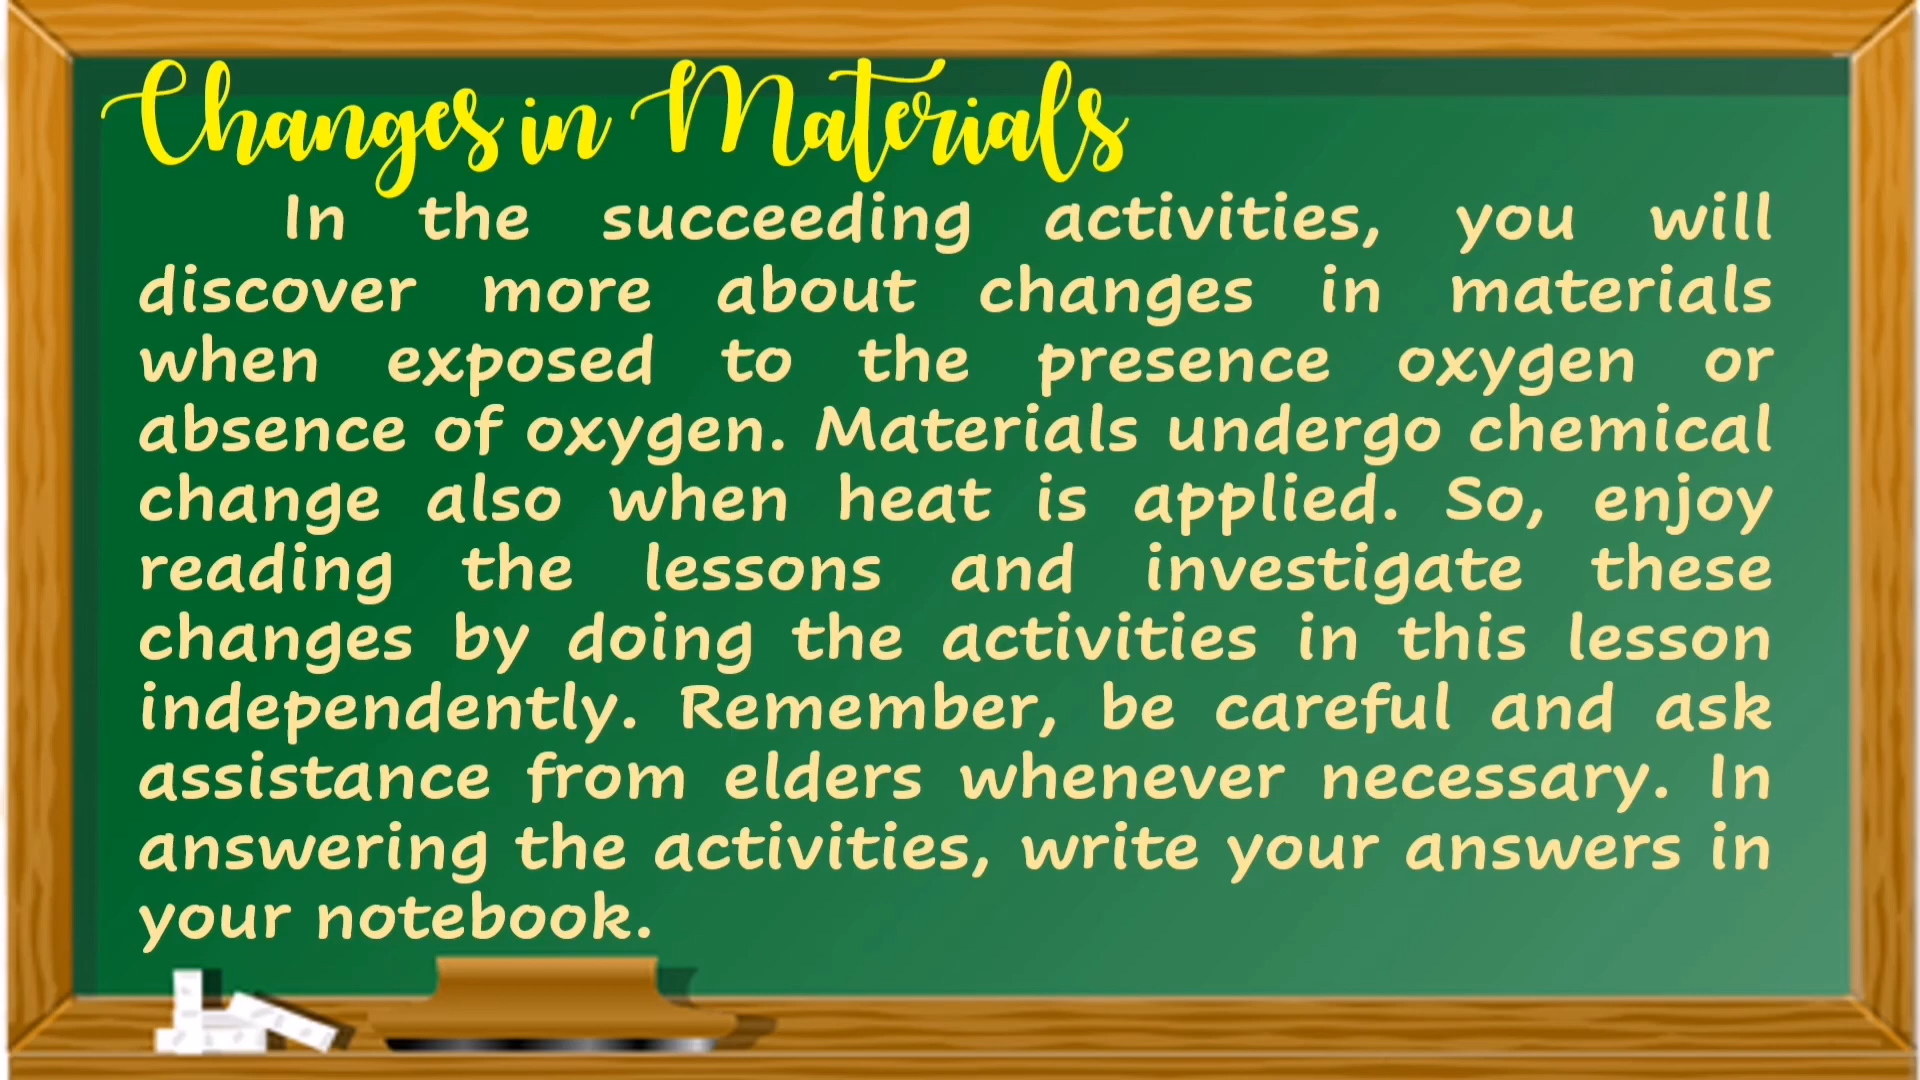 Changes in Materials
In the succeeding activities, you will
discover more about changes in materials
when exposed to the presence oxygen or
absence of oxygen. Materials undergo chemical
change also when heat is applied. So, enjoy
reading the lessons and investigate these
changes by doing the activities in this lesson
independently. Remember, be careful and ask
assistance from elders whenever necessary. In
answering the activities, write your answers in
your notebook.